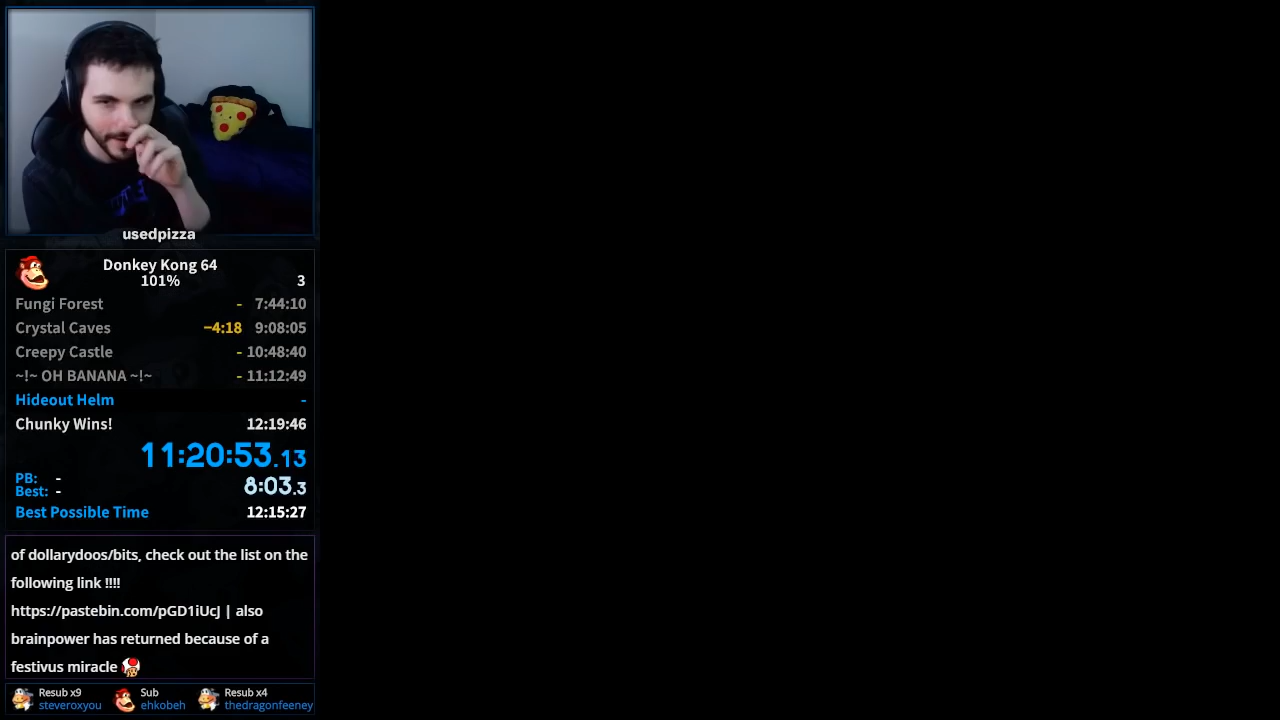 usedpizza
Donkey Kong 64
101% 3
Fungi Forest - 7:44:10
Crystal Caves −4:18 9:08:05
Creepy Castle - 10:48:40
~!~ OH BANANA ~!~ - 11:12:49
Hideout Helm -
Chunky Wins! 12:19:46
11:20:53.13
PB: - 8:03.3
Best: -
Best Possible Time 12:15:27
of dollarydoos/bits, check out the list on the
following link !!!!
https://pastebin.com/pGD1iUcJ | also
brainpower has returned because of a
festivus miracle
Resub x9 Sub Resub x4
steveroxyou ehkobeh thedragonfeeney